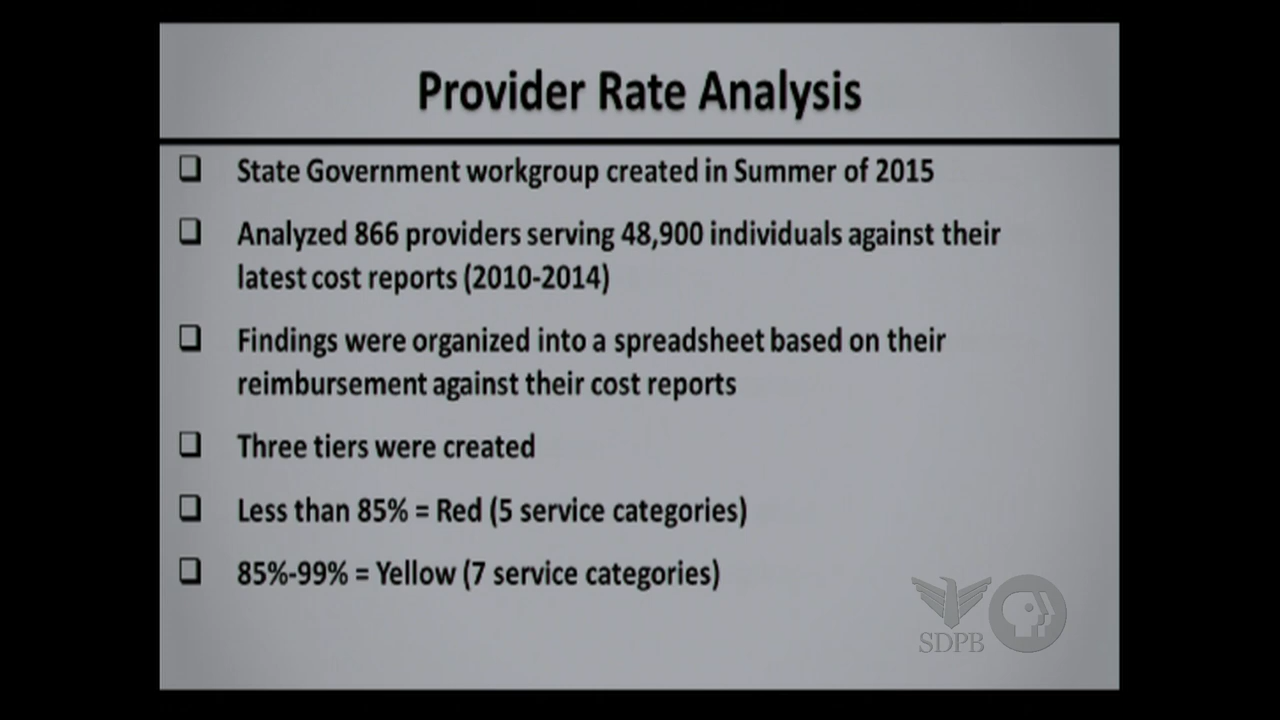 Provider Rate Analysis
❑ State Government workgroup created in Summer of 2015
❑ Analyzed 866 providers serving 48,900 individuals against their
latest cost reports (2010-2014)
❑ Findings were organized into a spreadsheet based on their
reimbursement against their cost reports
❑ Three tiers were created
❑ Less than 85% = Red (5 service categories)
❑ 85%-99% = Yellow (7 service categories)
SDPB